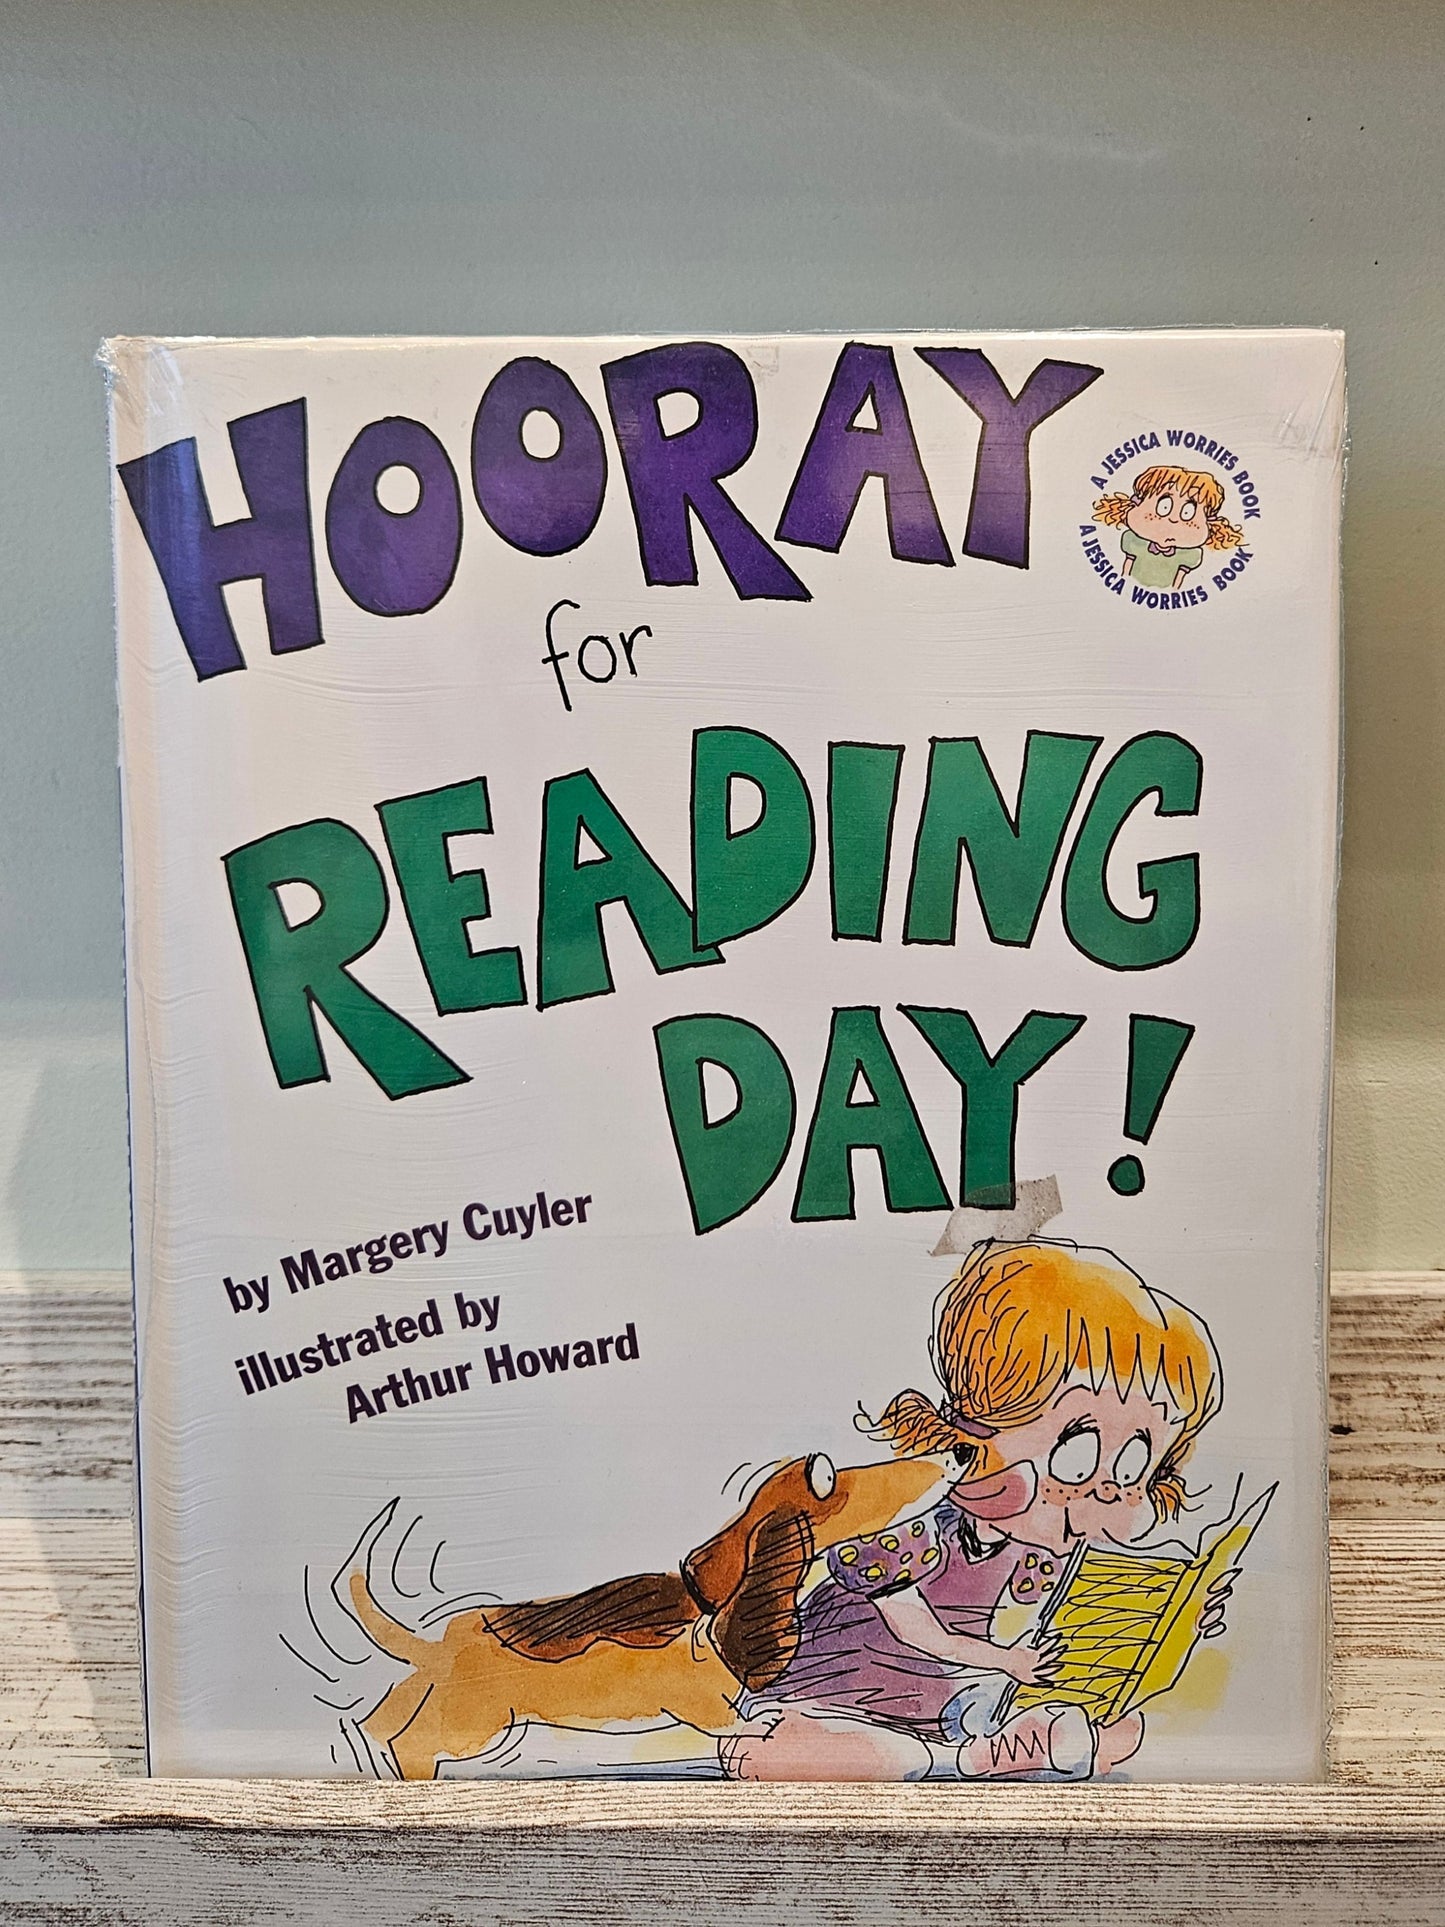 HOORAY
A JESSICA WORRIES BOOK
A JESSICA WORRIES BOOK
for
READING
DAY!
by Margery Cuyler
illustrated by
Arthur Howard